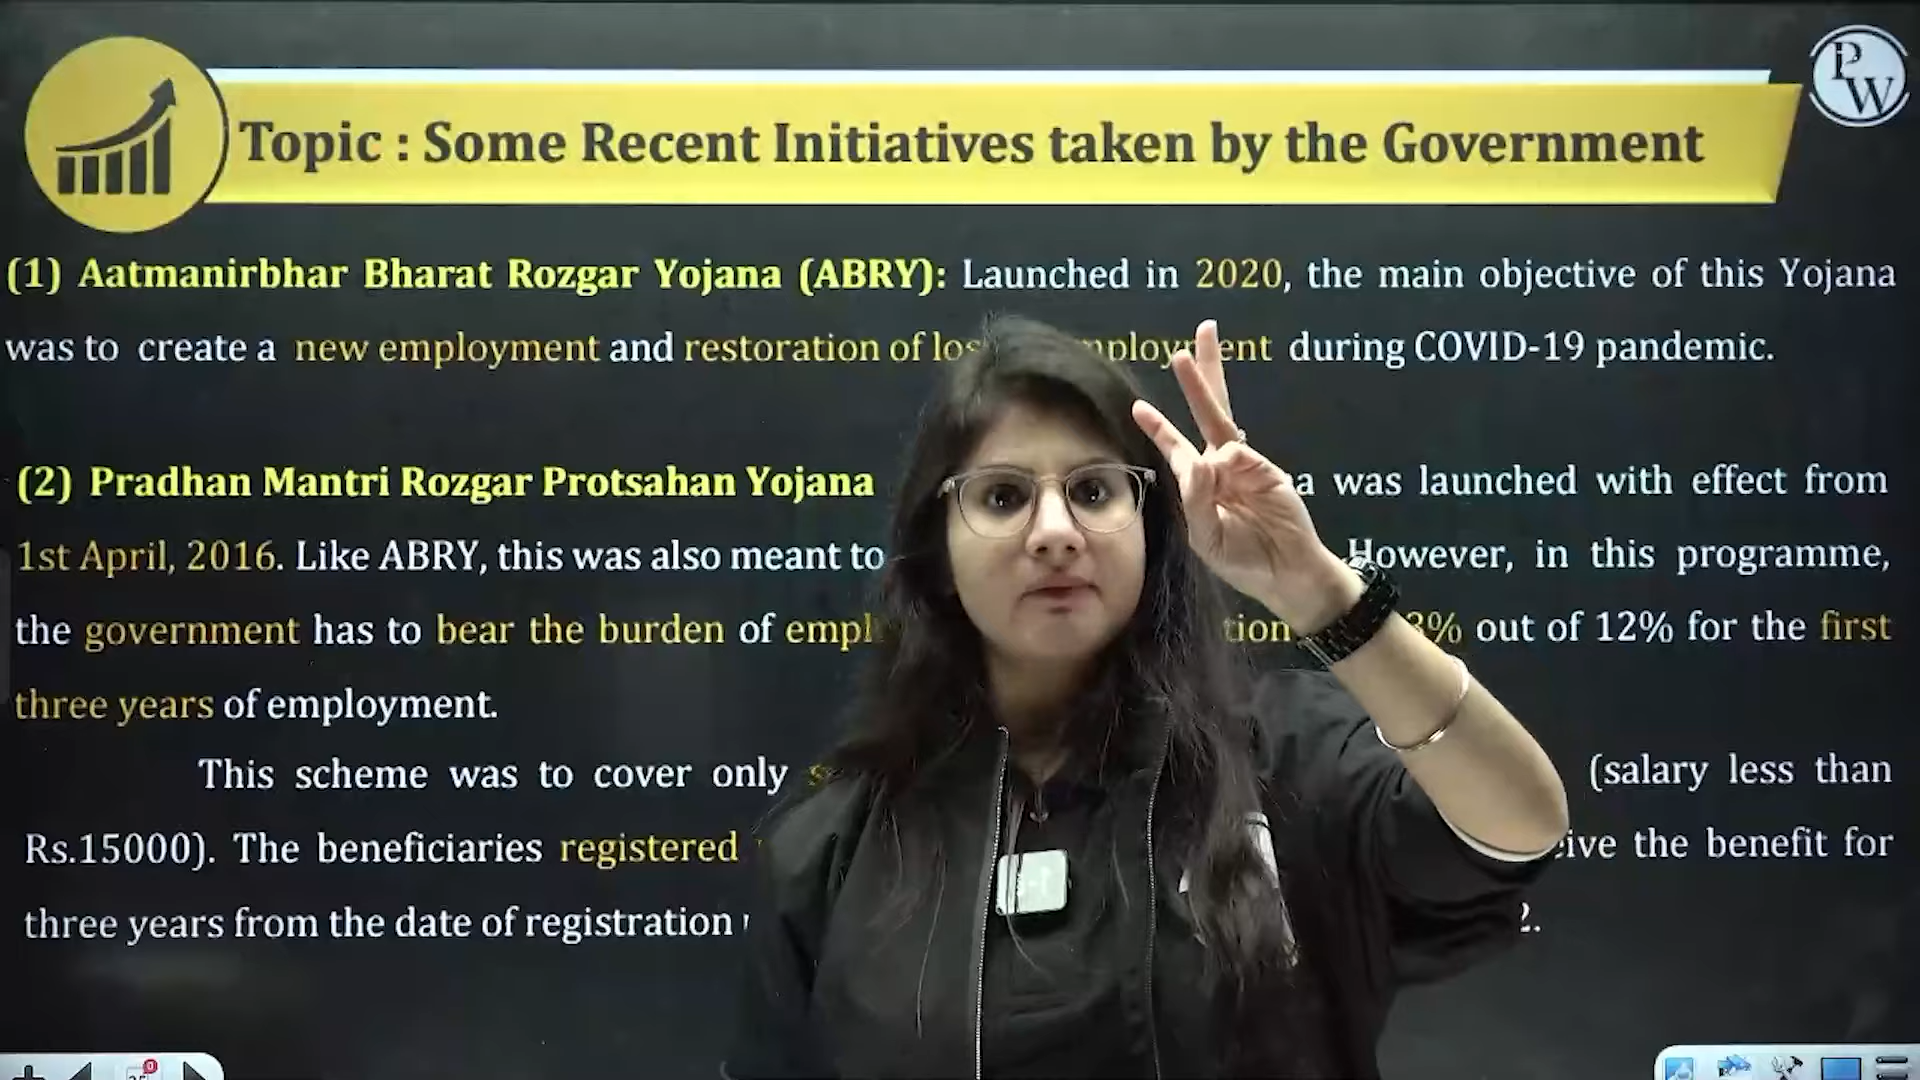 PW
Topic : Some Recent Initiatives taken by the Government
(1) Aatmanirbhar Bharat Rozgar Yojana (ABRY): Launched in 2020, the main objective of this Yojana
was to create a new employment and restoration of during COVID-19 pandemic.
(2) Pradhan Mantri Rozgar Protsahan Yojana was launched with effect from
1st April, 2016. Like ABRY, this was also meant to However, in this programme,
the government has to bear the burden of out of 12% for the first
three years of employment.
This scheme was to cover only (salary less than
Rs.15000). The beneficiaries registered the benefit for
three years from the date of registration